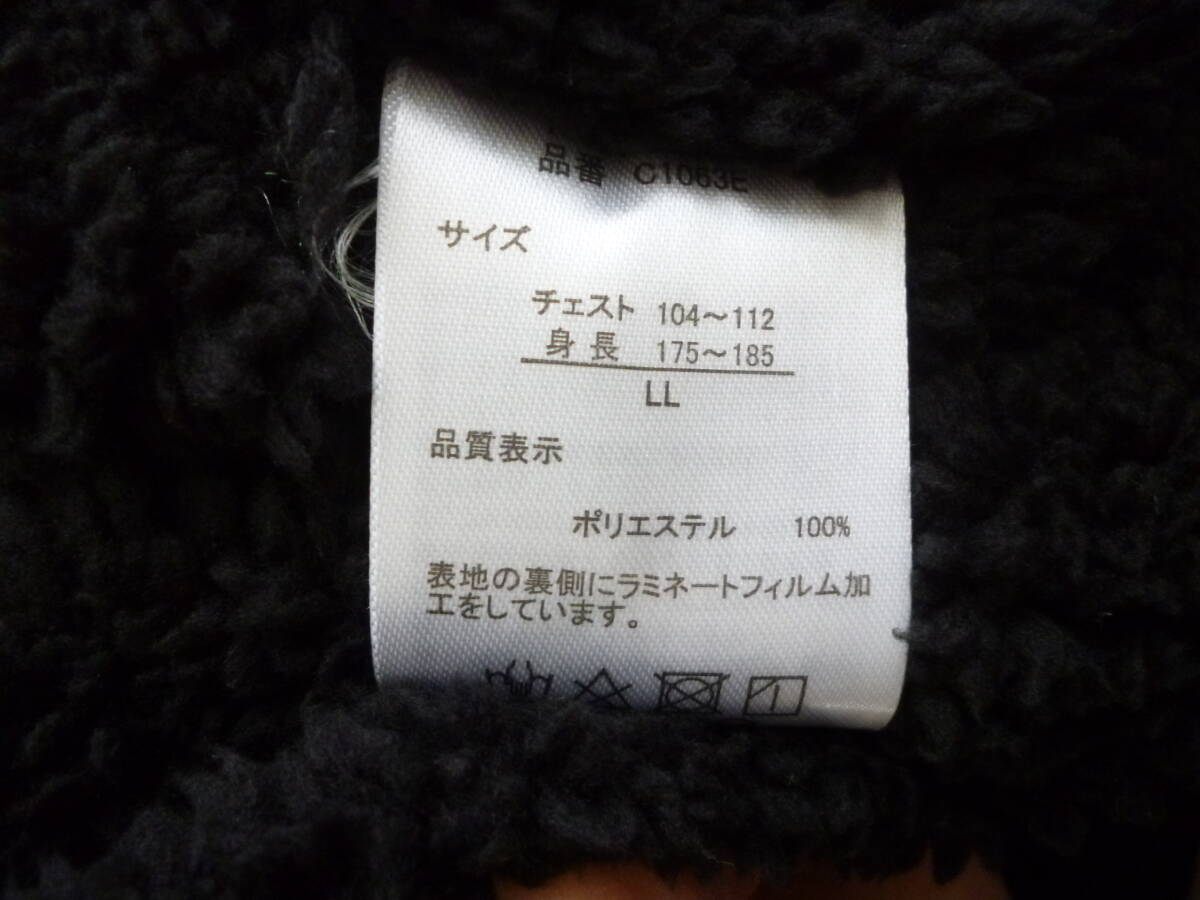 品番 C1063E
サイズ
チェスト 104～112
身長 175～185
LL
品質表示
ポリエステル 100%
表地の裏側にラミネートフィルム加
工をしています。